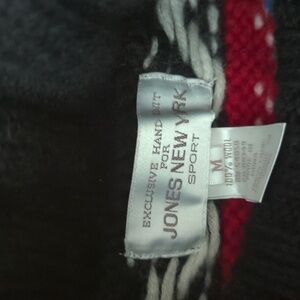 EXCLUSIVE HAND KNIT
FOR
JONES NEW YORK
SPORT
M
100% WOOL